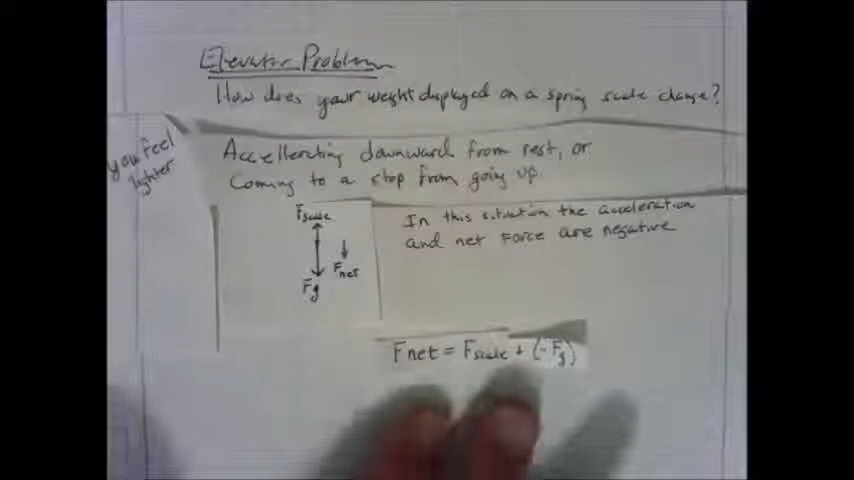 Elevator Problem
How does your weight displayed on a spring scale change?
you feel
lighter
Accellerating downward from rest, or
Coming to a stop from going up.
Fscale
Fnet
Fg
In this situation the acceleration
and net force are negative
Fnet = Fscale + (-Fg)